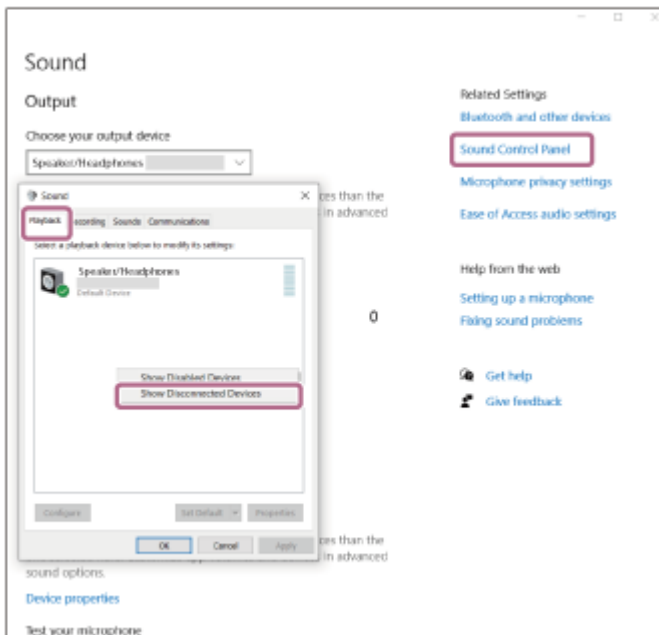 Sound
Output
Choose your output device
Speaker/Headphones
Sound
Playback
Recording
Sounds
Communications
Select a playback device below to modify its settings:
Speaker/Headphones
Default Device
Show Disabled Devices
Show Disconnected Devices
Configure
Set Default
Properties
OK
Cancel
Apply
ces than the
in advanced
0
ces than the
in advanced
sound options.
Device properties
Test your microphone
Related Settings
Bluetooth and other devices
Sound Control Panel
Microphone privacy settings
Ease of Access audio settings
Help from the web
Setting up a microphone
Fixing sound problems
Get help
Give feedback